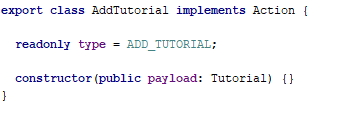 export class AddTutorial implements Action {
readonly type = ADD_TUTORIAL;
constructor(public payload: Tutorial) {}
}